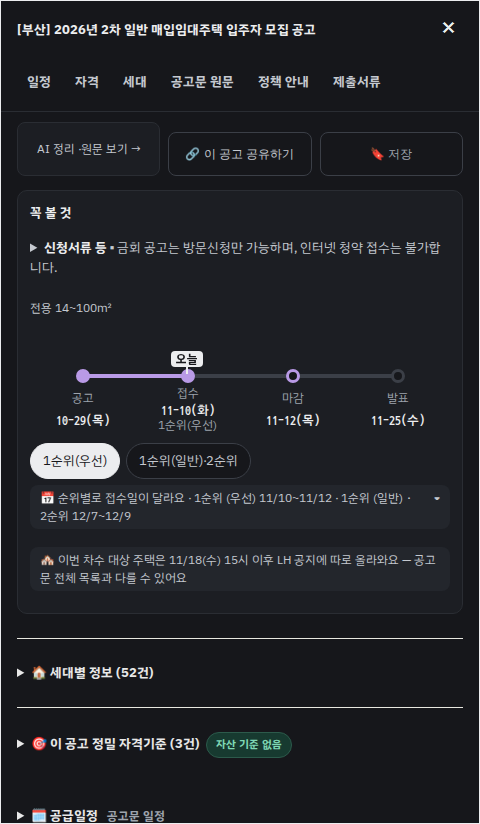 [부산] 2026년 2차 일반 매입임대주택 입주자 모집 공고 ✕
일정 자격 세대 공고문 원문 정책 안내 제출서류
AI 정리 ·원문 보기 →
🔗 이 공고 공유하기
🔖 저장
꼭 볼 것
▶ 신청서류 등 • 금회 공고는 방문신청만 가능하며, 인터넷 청약 접수는 불가합
니다.
전용 14~100m²
오늘
공고 접수 마감 발표
10-29(목) 11-10(화) 11-12(목) 11-25(수)
1순위(우선)
1순위(우선) 1순위(일반)·2순위
📅 순위별로 접수일이 달라요 · 1순위 (우선) 11/10~11/12 · 1순위 (일반) ·
2순위 12/7~12/9
🏘️ 이번 차수 대상 주택은 11/18(수) 15시 이후 LH 공지에 따로 올라와요 — 공고
문 전체 목록과 다를 수 있어요
▶ 🏠 세대별 정보 (52건)
▶ 🎯 이 공고 정밀 자격기준 (3건) 자산 기준 없음
▶ 🗓️ 공급일정 공고문 일정